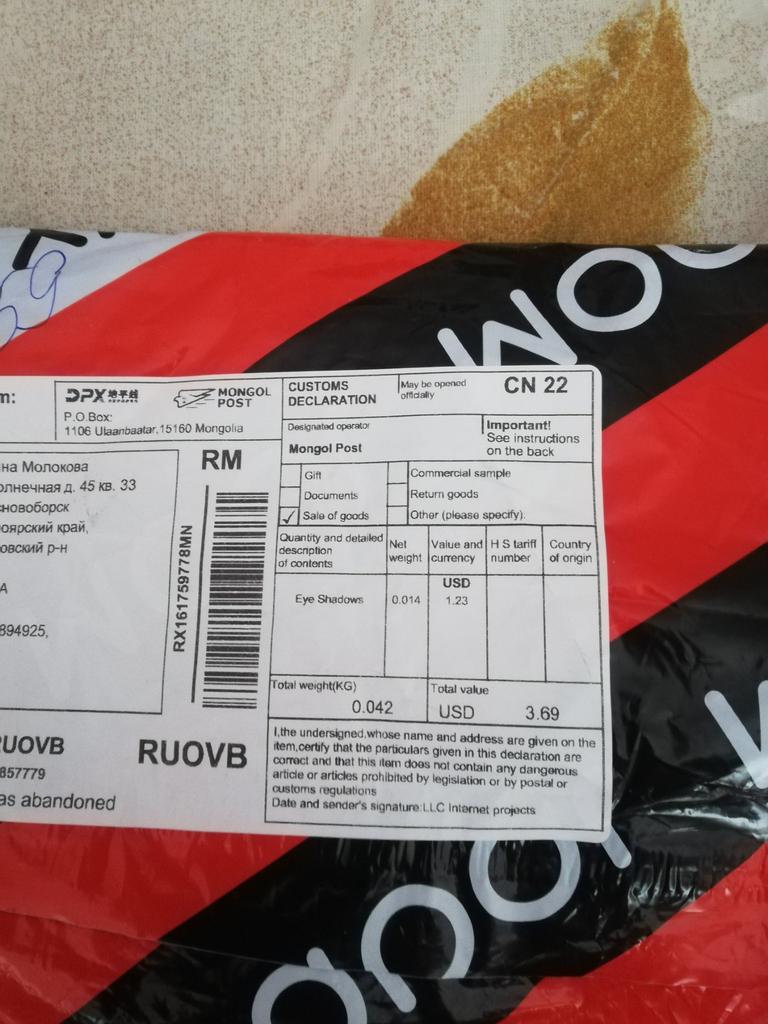 69
WOO
m:
DPX
MONGOL
POST
P.O.Box:
1106 Ulaanbaatar,15160 Mongolia
CUSTOMS
DECLARATION
May be opened
officially
CN 22
Designated operator
Mongol Post
Important!
See instructions
on the back
Gift
Commercial sample
Documents
Return goods
✓ Sale of goods
Other (please specify).
Quantity and detailed
description
of contents
Net
weight
Value and
currency
H S tariff
number
Country
of origin
USD
Eye Shadows 0.014 1.23
Total weight(KG)
0.042
Total value
USD 3.69
I,the undersigned,whose name and address are given on the
item,certify that the particulars given in this declaration are
correct and that this item does not contain any dangerous
article or articles prohibited by legislation or by postal or
customs regulations
Date and sender's signature:LLC Internet projects
на Молокова
олнечная д. 45 кв. 33
сновоборск
ноярский край,
овский р-н
А
894925,
RM
RX161759778MN
RUOVB
857779
RUOVB
as abandoned